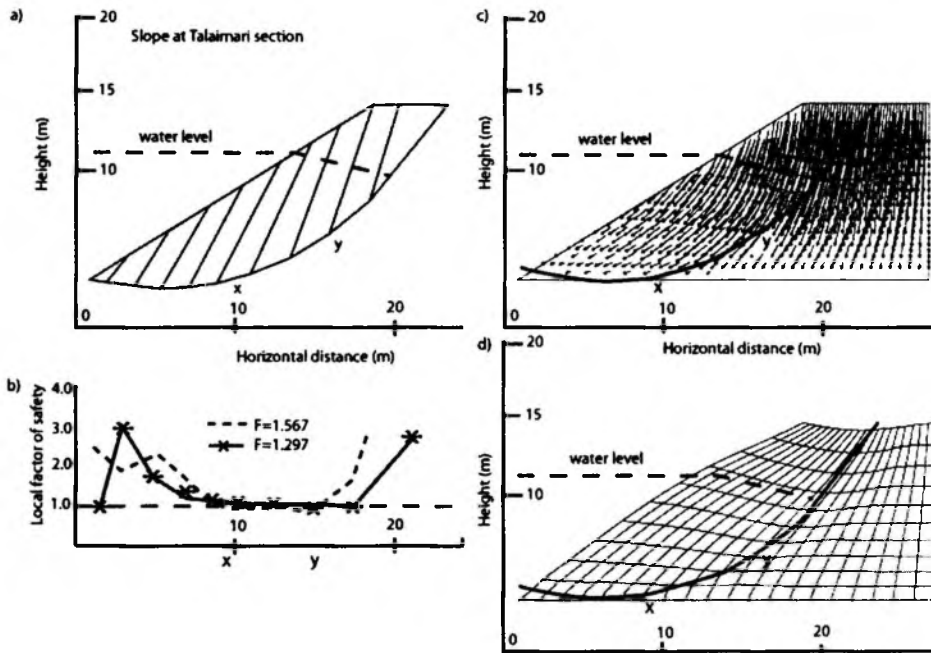 a)
20
Slope at Talaimari section
15
water level
10
Height (m)
y
x
0
10
20
Horizontal distance (m)
b)
4.0
3.0
2.0
1.0
Local factor of safety
F=1.567
F=1.297
10
20
x
y
c)
20
15
water level
10
Height (m)
y
x
0
10
20
Horizontal distance (m)
d)
20
15
water level
10
Height (m)
y
x
0
10
20